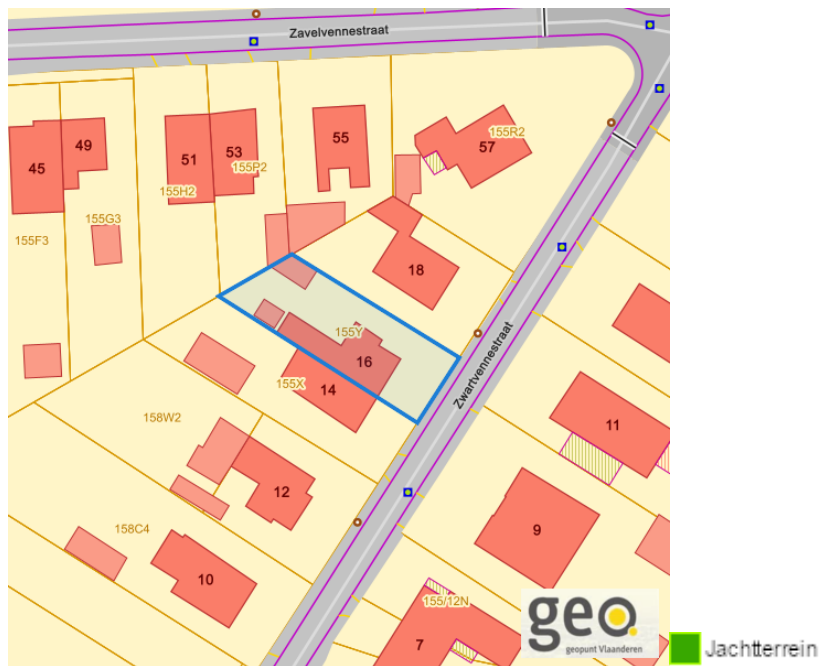 Zavelvennestraat
49
55
155R2
57
51
53
45
155P2
155H2
155G3
155F3
18
155Y
Zwartvennestraat
16
155X
14
158W2
11
12
158C4
9
10
155/12N
7
geo.
geopunt Vlaanderen
Jachtterrein